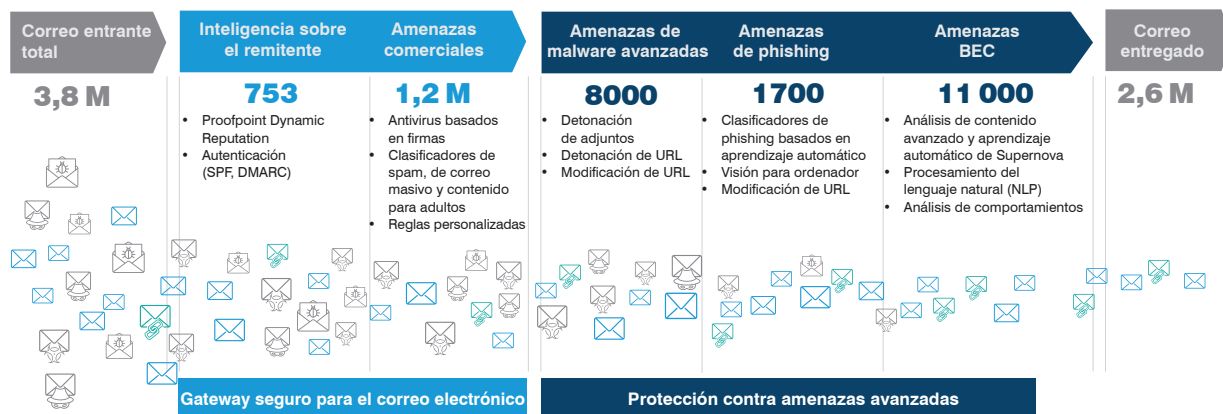 Correo entrante
total
3,8 M
Inteligencia sobre
el remitente
753
• Proofpoint Dynamic
Reputation
• Autenticación
(SPF, DMARC)
Amenazas
comerciales
1,2 M
• Antivirus basados
en firmas
• Clasificadores de
spam, de correo
masivo y contenido
para adultos
• Reglas personalizadas
Amenazas de
malware avanzadas
8000
• Detonación
de adjuntos
• Detonación de URL
• Modificación de URL
Amenazas
de phishing
1700
• Clasificadores de
phishing basados en
aprendizaje automático
• Visión para ordenador
• Modificación de URL
Amenazas
BEC
11 000
• Análisis de contenido
avanzado y aprendizaje
automático de Supernova
• Procesamiento del
lenguaje natural (NLP)
• Análisis de comportamientos
Correo
entregado
2,6 M
Gateway seguro para el correo electrónico
Protección contra amenazas avanzadas